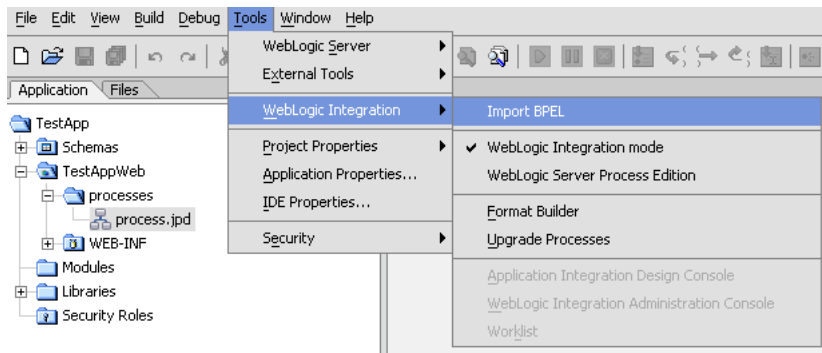 File Edit View Build Debug Tools Window Help
Application Files
TestApp
Schemas
TestAppWeb
processes
process.jpd
WEB-INF
Modules
Libraries
Security Roles
WebLogic Server
External Tools
WebLogic Integration
Project Properties
Application Properties...
IDE Properties...
Security
Import BPEL
WebLogic Integration mode
WebLogic Server Process Edition
Format Builder
Upgrade Processes
Application Integration Design Console
WebLogic Integration Administration Console
Worklist